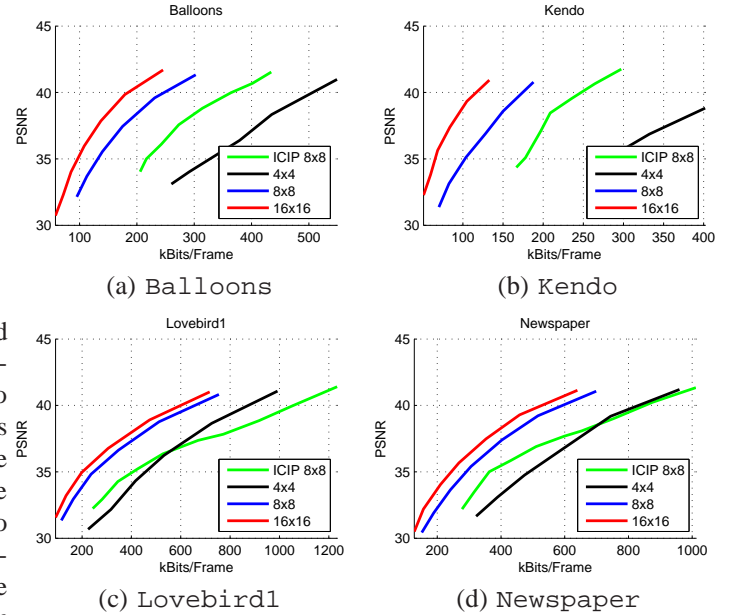 Balloons
45
40
35
30
PSNR
100 200 300 400 500
kBits/Frame
ICIP 8x8
4x4
8x8
16x16
(a) Balloons
Kendo
45
40
35
30
PSNR
100 150 200 250 300 350 400
kBits/Frame
ICIP 8x8
4x4
8x8
16x16
(b) Kendo
Lovebird1
45
40
35
30
PSNR
200 400 600 800 1000 1200
kBits/Frame
ICIP 8x8
4x4
8x8
16x16
(c) Lovebird1
Newspaper
45
40
35
30
PSNR
200 400 600 800 1000
kBits/Frame
ICIP 8x8
4x4
8x8
16x16
(d) Newspaper